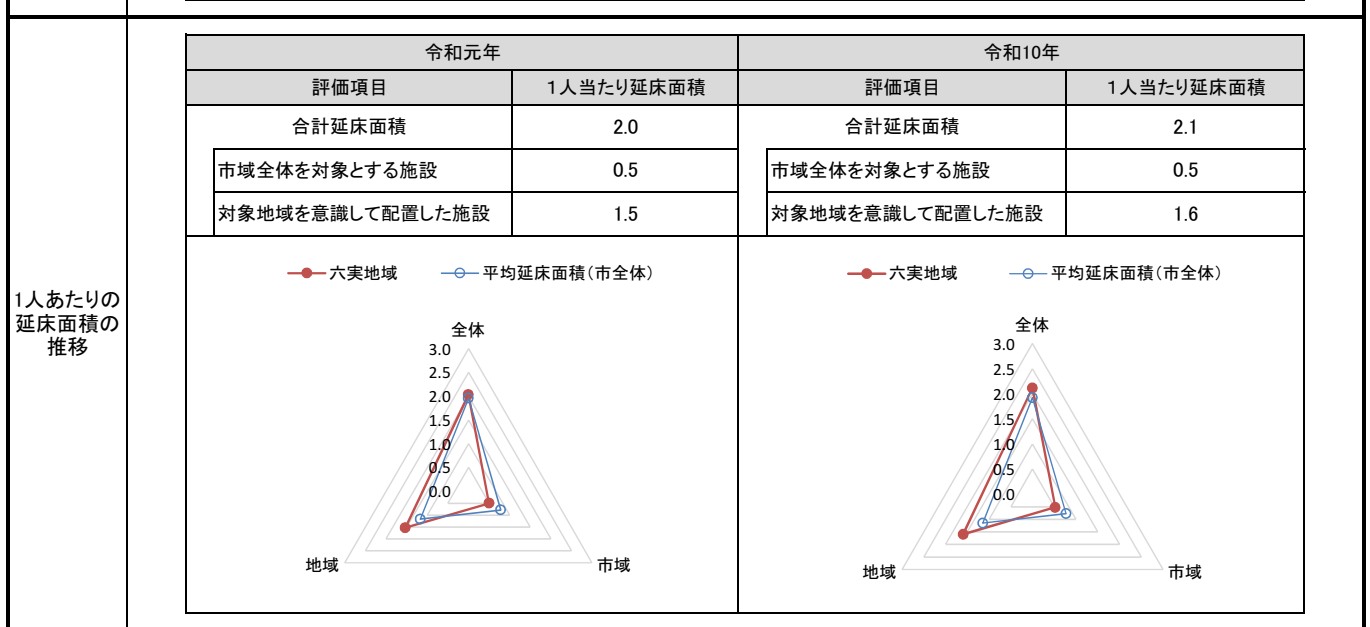 令和元年
令和10年
評価項目
１人当たり延床面積
評価項目
１人当たり延床面積
合計延床面積
2.0
合計延床面積
2.1
市域全体を対象とする施設
0.5
市域全体を対象とする施設
0.5
対象地域を意識して配置した施設
1.5
対象地域を意識して配置した施設
1.6
1人あたりの
延床面積の
推移
六実地域
平均延床面積（市全体）
全体
3.0
2.5
2.0
1.5
1.0
0.5
0.0
地域
市域
六実地域
平均延床面積（市全体）
全体
3.0
2.5
2.0
1.5
1.0
0.5
0.0
地域
市域